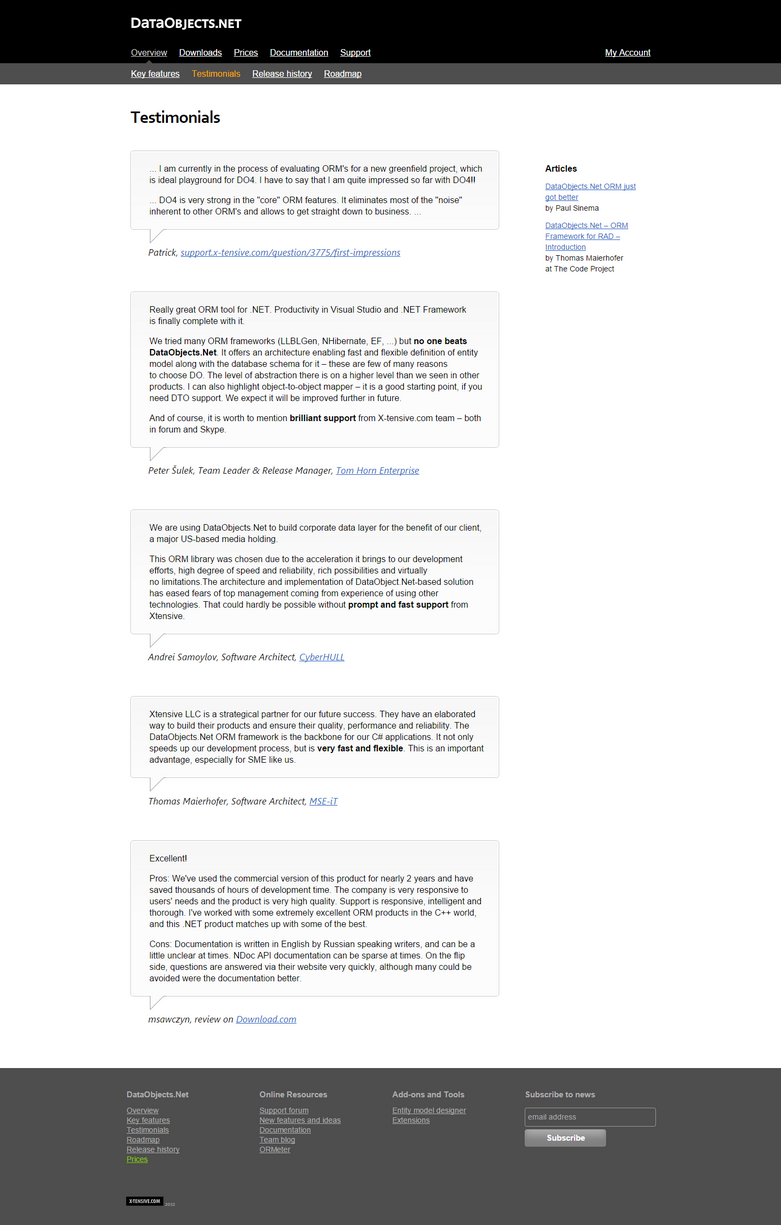 DATAOBJECTS.NET
Overview Downloads Prices Documentation Support My Account
Key features Testimonials Release history Roadmap
Testimonials
... I am currently in the process of evaluating ORM's for a new greenfield project, which
is ideal playground for DO4. I have to say that I am quite impressed so far with DO4!!
... DO4 is very strong in the "core" ORM features. It eliminates most of the "noise"
inherent to other ORM's and allows to get straight down to business. ...
Patrick, support.x-tensive.com/question/3775/first-impressions
Articles
DataObjects.Net ORM just
got better
by Paul Sinema
DataObjects.Net – ORM
Framework for RAD –
Introduction
by Thomas Maierhofer
at The Code Project
Really great ORM tool for .NET. Productivity in Visual Studio and .NET Framework
is finally complete with it.
We tried many ORM frameworks (LLBLGen, NHibernate, EF, ...) but no one beats
DataObjects.Net. It offers an architecture enabling fast and flexible definition of entity
model along with the database schema for it – these are few of many reasons
to choose DO. The level of abstraction there is on a higher level than we seen in other
products. I can also highlight object-to-object mapper – it is a good starting point, if you
need DTO support. We expect it will be improved further in future.
And of course, it is worth to mention brilliant support from X-tensive.com team – both
in forum and Skype.
Peter Šulek, Team Leader & Release Manager, Tom Horn Enterprise
We are using DataObjects.Net to build corporate data layer for the benefit of our client,
a major US-based media holding.
This ORM library was chosen due to the acceleration it brings to our development
efforts, high degree of speed and reliability, rich possibilities and virtually
no limitations.The architecture and implementation of DataObject.Net-based solution
has eased fears of top management coming from experience of using other
technologies. That could hardly be possible without prompt and fast support from
Xtensive.
Andrei Samoylov, Software Architect, CyberHULL
Xtensive LLC is a strategical partner for our future success. They have an elaborated
way to build their products and ensure their quality, performance and reliability. The
DataObjects.Net ORM framework is the backbone for our C# applications. It not only
speeds up our development process, but is very fast and flexible. This is an important
advantage, especially for SME like us.
Thomas Maierhofer, Software Architect, MSE-iT
Excellent!
Pros: We've used the commercial version of this product for nearly 2 years and have
saved thousands of hours of development time. The company is very responsive to
users' needs and the product is very high quality. Support is responsive, intelligent and
thorough. I've worked with some extremely excellent ORM products in the C++ world,
and this .NET product matches up with some of the best.
Cons: Documentation is written in English by Russian speaking writers, and can be a
little unclear at times. NDoc API documentation can be sparse at times. On the flip
side, questions are answered via their website very quickly, although many could be
avoided were the documentation better.
msawczyn, review on Download.com
DataObjects.Net
Overview
Key features
Testimonials
Roadmap
Release history
Prices
Online Resources
Support forum
New features and ideas
Documentation
Team blog
ORMeter
Add-ons and Tools
Entity model designer
Extensions
Subscribe to news
email address
Subscribe
X-TENSIVE.COM 2012